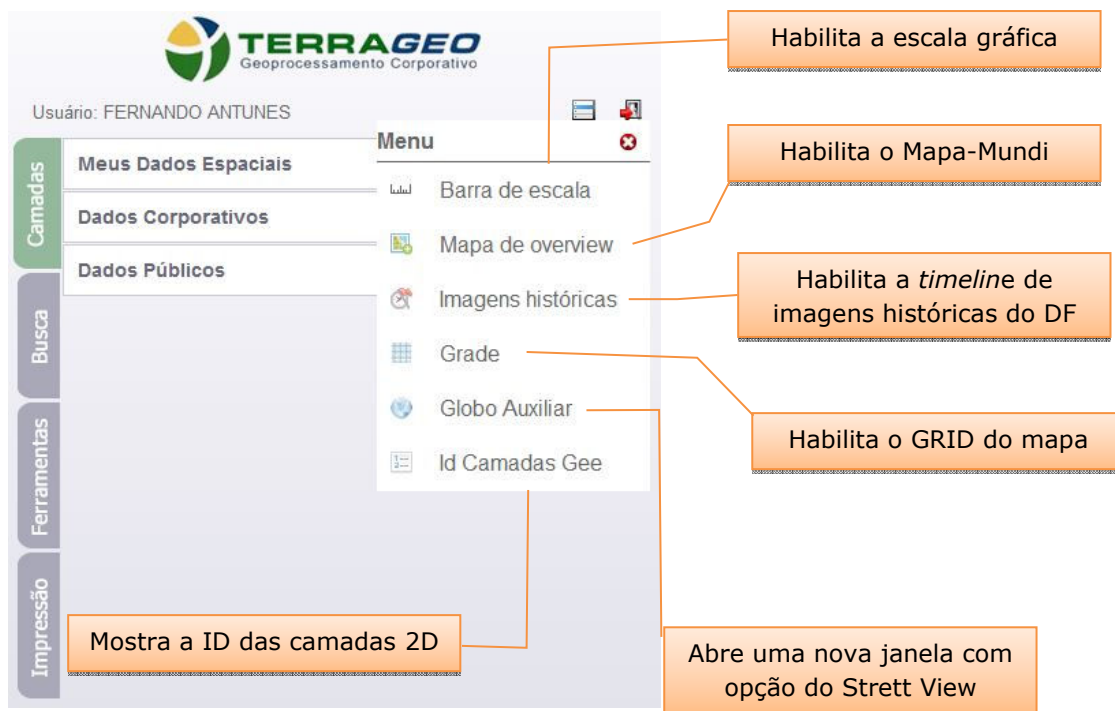 TERRAGEO
Geoprocessamento Corporativo
Usuário: FERNANDO ANTUNES
Camadas
Busca
Ferramentas
Impressão
Meus Dados Espaciais
Dados Corporativos
Dados Públicos
Menu
Barra de escala
Mapa de overview
Imagens históricas
Grade
Globo Auxiliar
Id Camadas Gee
Habilita a escala gráfica
Habilita o Mapa-Mundi
Habilita a timeline de
imagens históricas do DF
Habilita o GRID do mapa
Mostra a ID das camadas 2D
Abre uma nova janela com
opção do Strett View